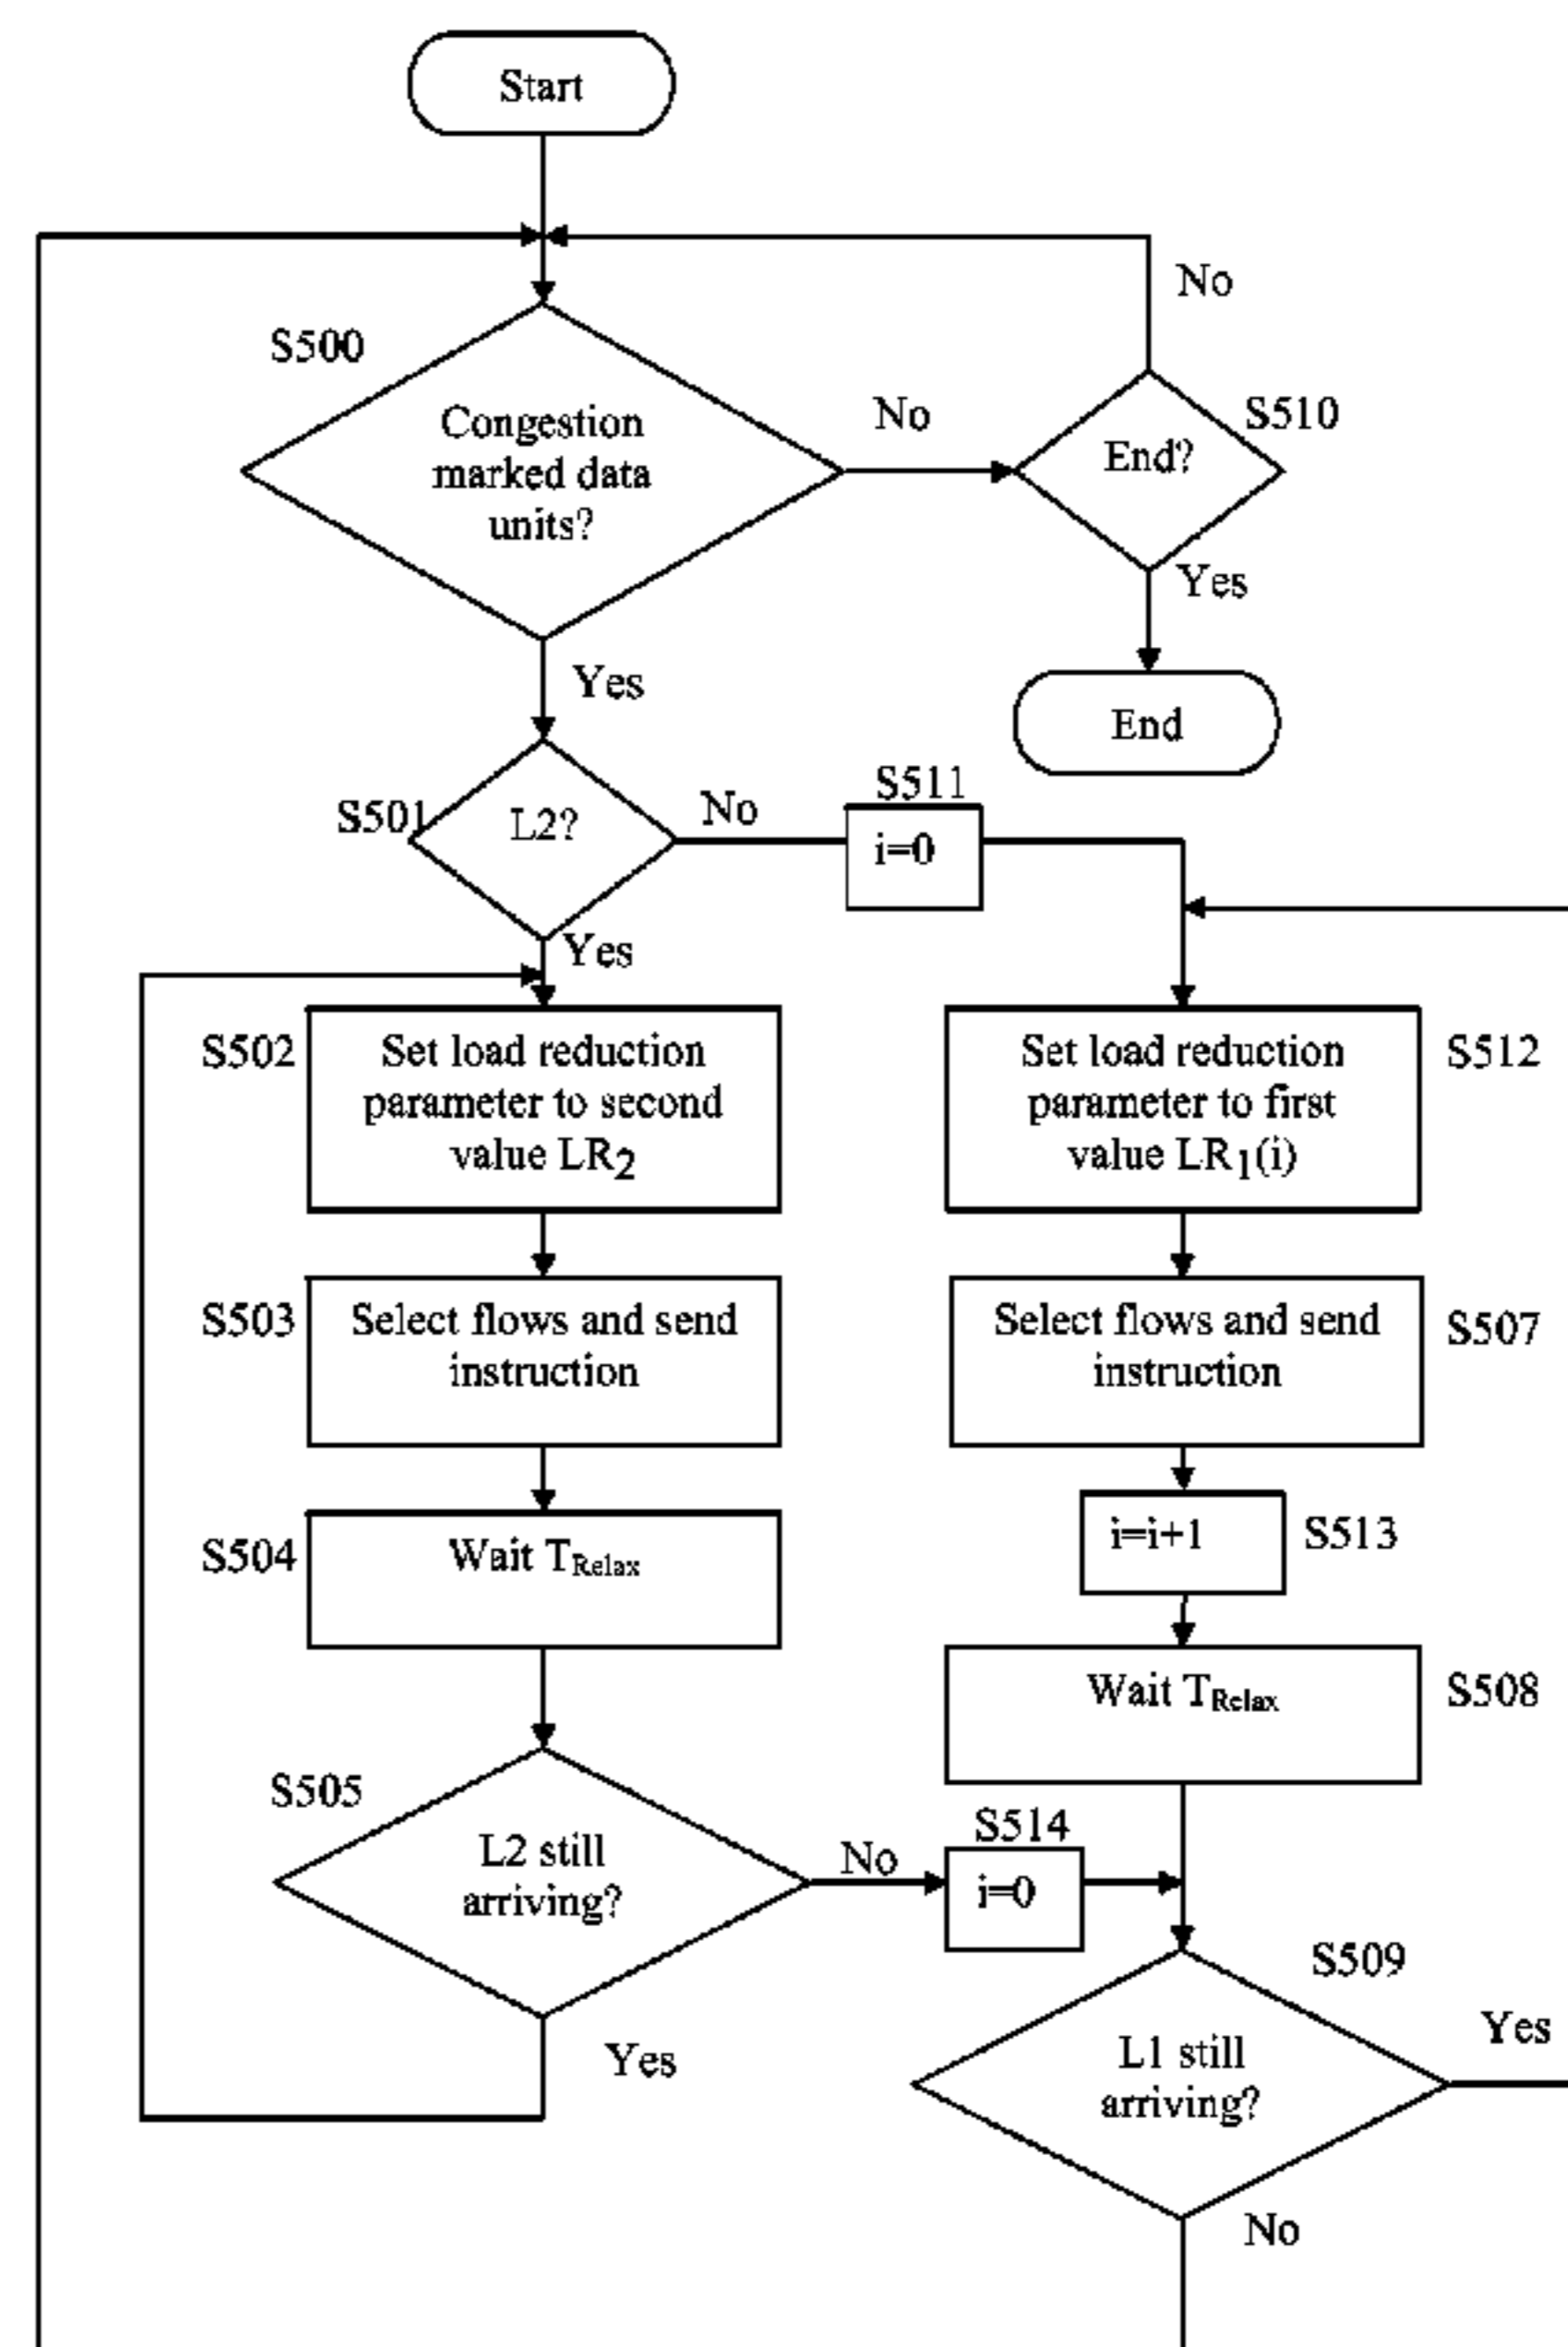 Start
No
S500
Congestion
marked data
units?
No
S510
End?
Yes
Yes
End
S501
L2?
No
S511
i=0
Yes
S502
Set load reduction
parameter to second
value LR2
Set load reduction
parameter to first
value LR1(i)
S512
S503
Select flows and send
instruction
Select flows and send
instruction
S507
i=i+1
S513
S504
Wait TRelax
Wait TRelax
S508
S505
L2 still
arriving?
No
S514
i=0
S509
Yes
Yes
L1 still
arriving?
No